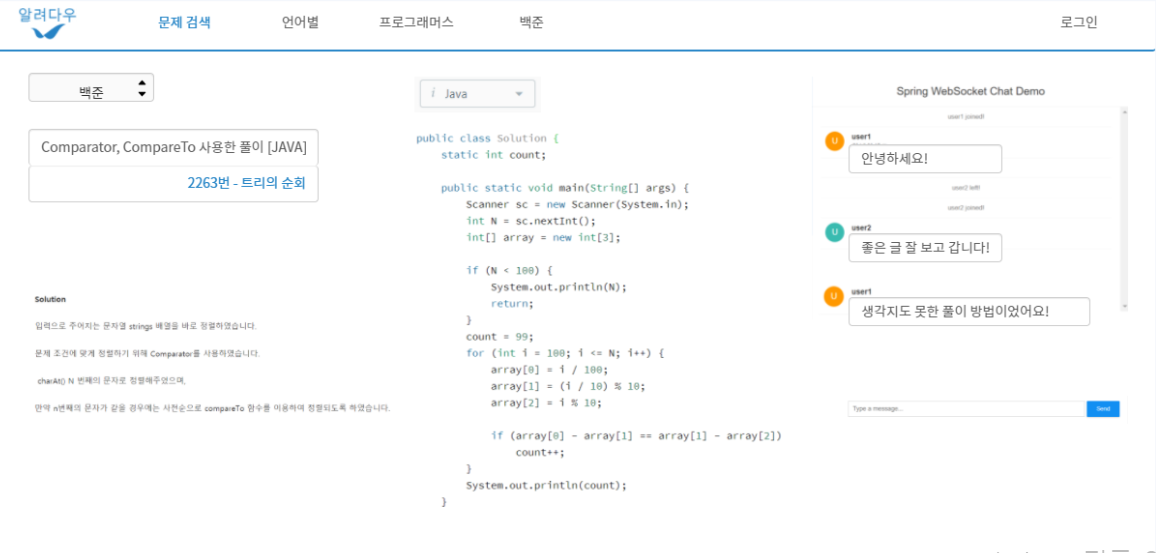 알려다우
문제 검색 언어별 프로그래머스 백준 로그인
백준
Comparator, CompareTo 사용한 풀이 [JAVA]
2263번 - 트리의 순회
Solution
입력으로 주어지는 문자열 strings 배열을 바로 정렬하였습니다.
문제 조건에 맞게 정렬하기 위해 Comparator를 사용하였습니다.
charAt() N 번째의 문자로 정렬해주었으며,
만약 n번째의 문자가 같을 경우에는 사전순으로 compareTo 함수를 이용하여 정렬되도록 하였습니다.
i Java
public class Solution {
static int count;
public static void main(String[] args) {
Scanner sc = new Scanner(System.in);
int N = sc.nextInt();
int[] array = new int[3];
if (N < 100) {
System.out.println(N);
return;
}
count = 99;
for (int i = 100; i <= N; i++) {
array[0] = i / 100;
array[1] = (i / 10) % 10;
array[2] = i % 10;
if (array[0] - array[1] == array[1] - array[2])
count++;
}
System.out.println(count);
}
Spring WebSocket Chat Demo
user1 joined!
U user1
안녕하세요!
user2 left!
user2 joined!
U user2
좋은 글 잘 보고 갑니다!
U user1
생각지도 못한 풀이 방법이었어요!
Type a message... Send